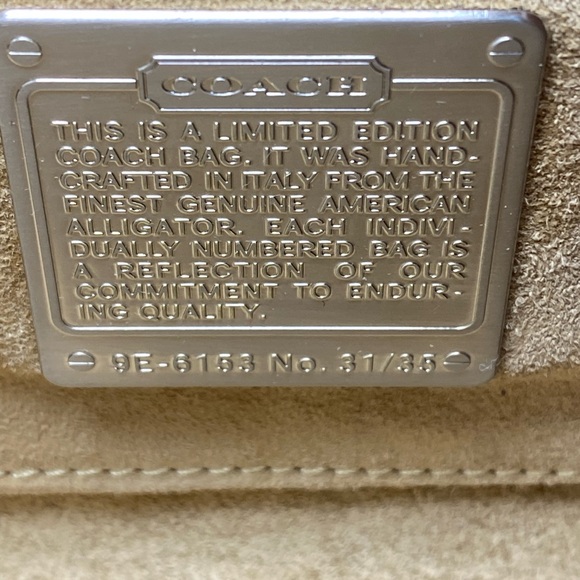 COACH
THIS IS A LIMITED EDITION
COACH BAG. IT WAS HAND-
CRAFTED IN ITALY FROM THE
FINEST GENUINE AMERICAN
ALLIGATOR. EACH INDIVI-
DUALLY NUMBERED BAG IS
A REFLECTION OF OUR
COMMITMENT TO ENDUR-
ING QUALITY.
9E-6153 No. 31/35